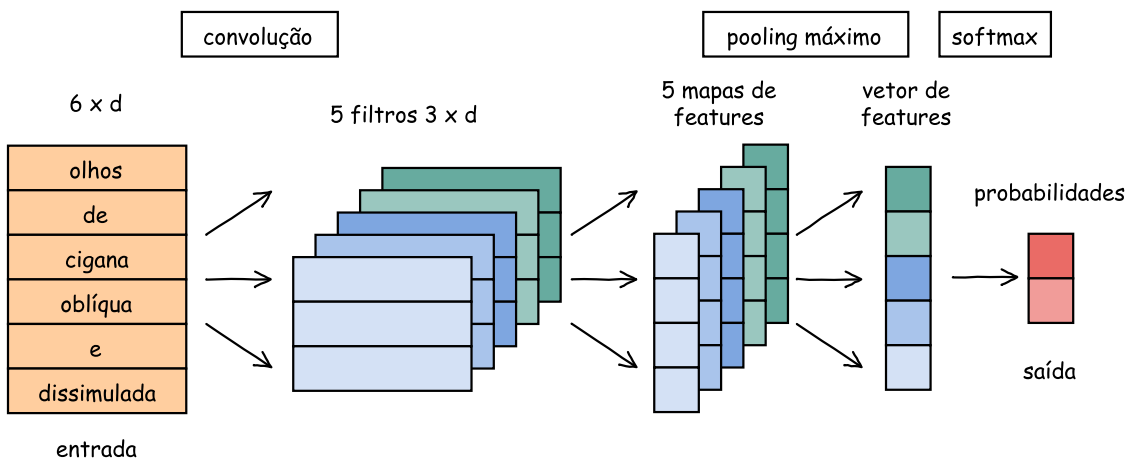 convolução
pooling máximo
softmax
6 x d
5 filtros 3 x d
5 mapas de
features
vetor de
features
probabilidades
olhos
de
cigana
oblíqua
e
dissimulada
entrada
saída